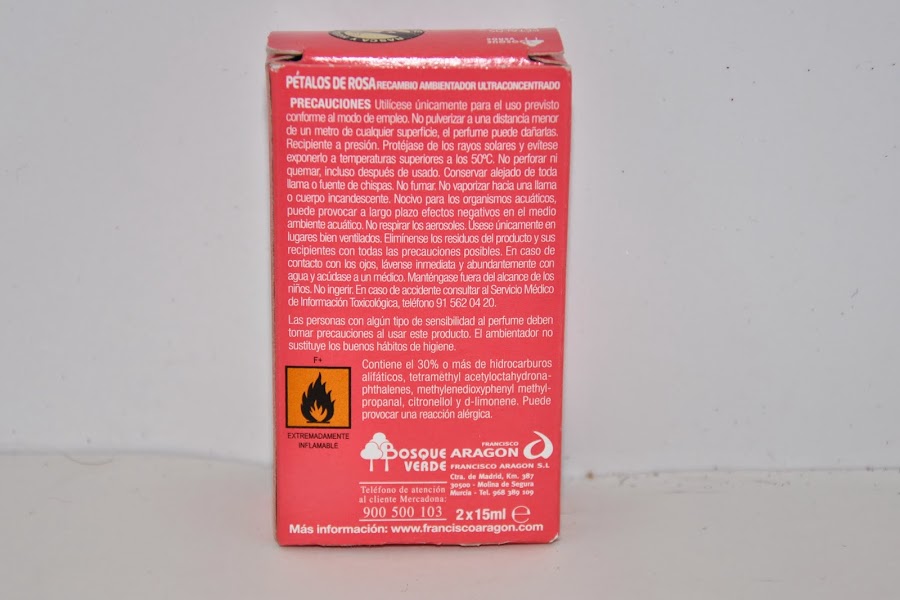 BOSQUE
VERDE
PÉTALOS DE ROSA RECAMBIO AMBIENTADOR ULTRACONCENTRADO
PRECAUCIONES Utilícese únicamente para el uso previsto
conforme al modo de empleo. No pulverizar a una distancia menor
de un metro de cualquier superficie, el perfume puede dañarlas.
Recipiente a presión. Protéjase de los rayos solares y evítese
exponerlo a temperaturas superiores a los 50ºC. No perforar ni
quemar, incluso después de usado. Conservar alejado de toda
llama o fuente de chispas. No fumar. No vaporizar hacia una llama
o cuerpo incandescente. Nocivo para los organismos acuáticos,
puede provocar a largo plazo efectos negativos en el medio
ambiente acuático. No respirar los aerosoles. Úsese únicamente en
lugares bien ventilados. Elimínense los residuos del producto y sus
recipientes con todas las precauciones posibles. En caso de
contacto con los ojos, lávense inmediata y abundantemente con
agua y acúdase a un médico. Manténgase fuera del alcance de los
niños. No ingerir. En caso de accidente consultar al Servicio Médico
de Información Toxicológica, teléfono 91 562 04 20.
Las personas con algún tipo de sensibilidad al perfume deben
tomar precauciones al usar este producto. El ambientador no
sustituye los buenos hábitos de higiene.
F+
EXTREMADAMENTE
INFLAMABLE
Contiene el 30% o más de hidrocarburos
alifáticos, tetramethyl acetyloctahydrona-
phthalenes, methylenedioxyphenyl methyl-
propanal, citronellol y d-limonene. Puede
provocar una reacción alérgica.
BOSQUE
VERDE
FRANCISCO
ARAGON
FRANCISCO ARAGON S.L
Ctra. de Madrid, Km. 387
30500 - Molina de Segura
Murcia - Tel. 968 389 109
Teléfono de atención
al cliente Mercadona:
900 500 103
2 x 15ml e
Más información: www.franciscoaragon.com